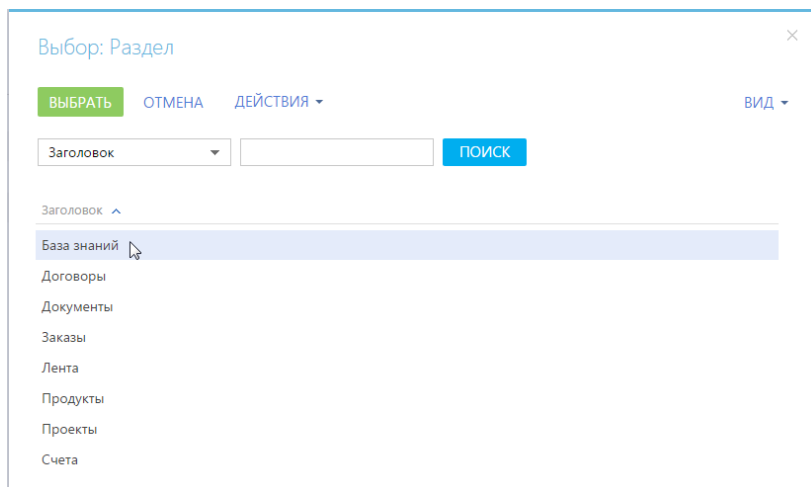 Выбор: Раздел
ВЫБРАТЬ ОТМЕНА ДЕЙСТВИЯ ВИД
Заголовок ПОИСК
Заголовок
База знаний
Договоры
Документы
Заказы
Лента
Продукты
Проекты
Счета